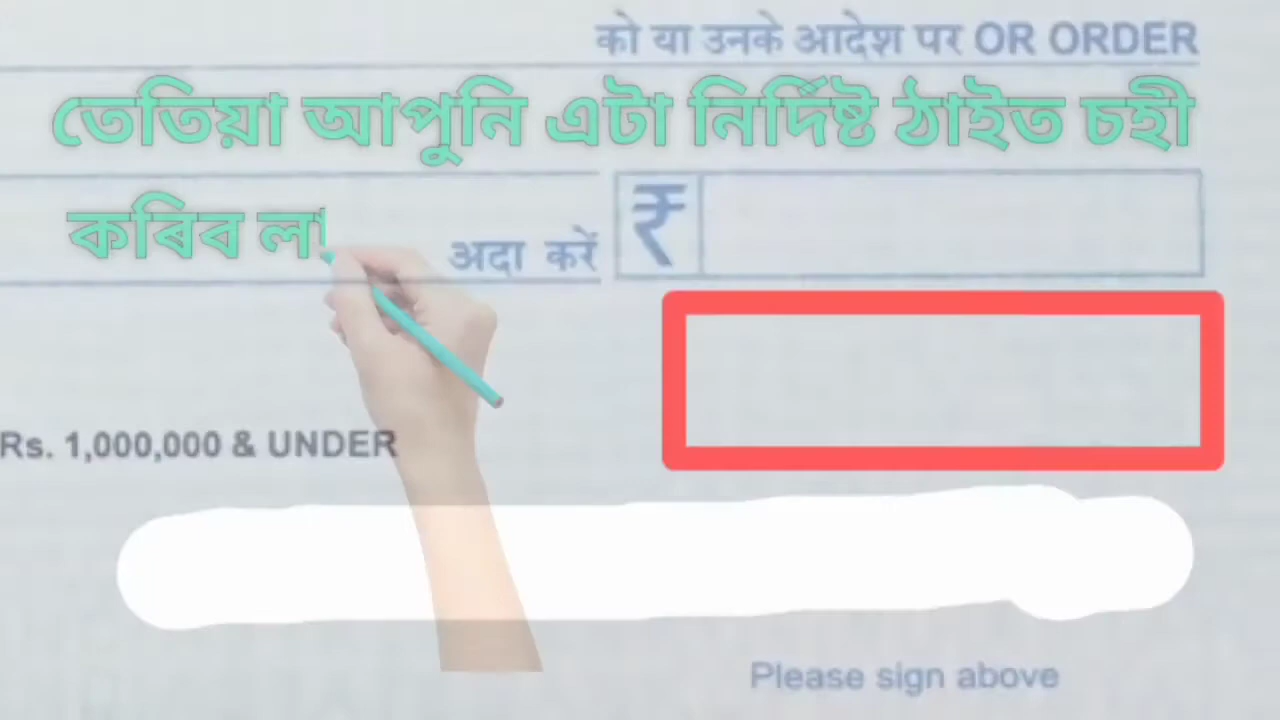 को या उनके आदेश पर OR ORDER
তেতিয়া আপুনি এটা নিৰ্দিষ্ট ঠাইত চহী
কৰিব লা
अदा करें ₹
Rs. 1,000,000 & UNDER
Please sign above